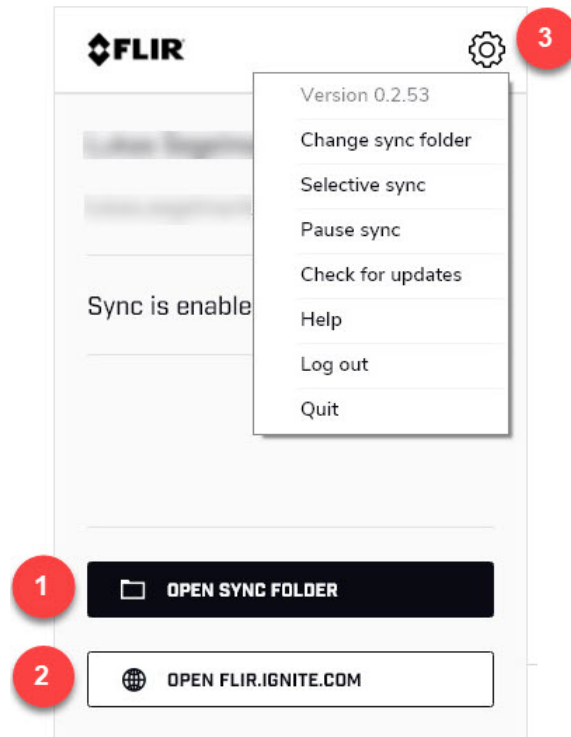 FLIR
3
Version 0.2.53
Change sync folder
Selective sync
Pause sync
Check for updates
Sync is enable
Help
Log out
Quit
1
OPEN SYNC FOLDER
2
OPEN FLIR.IGNITE.COM